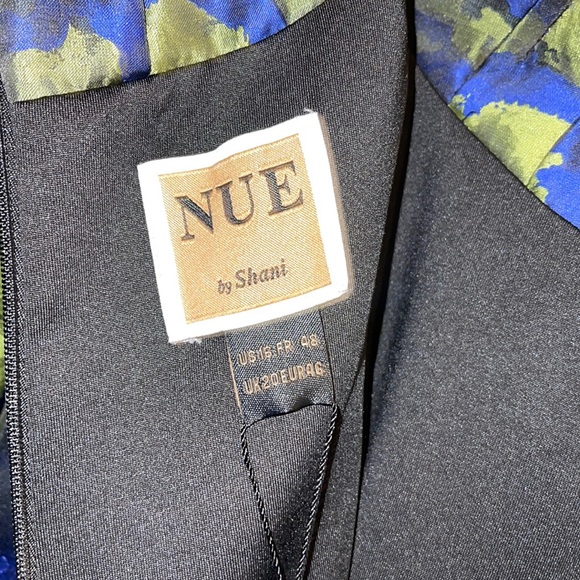 NUE
by Shani
US16 FR 48
UK20 EUR46